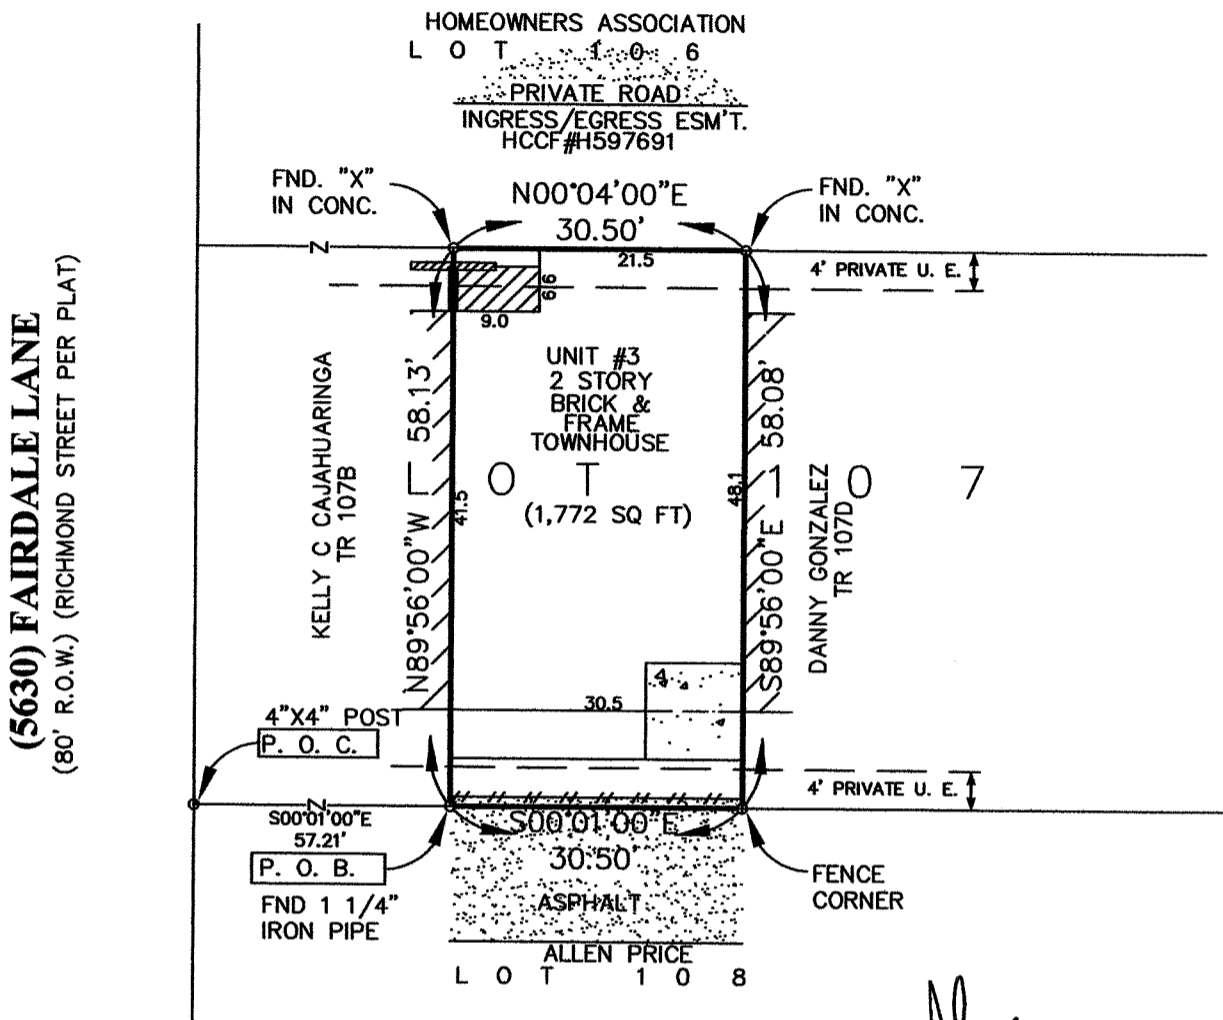 HOMEOWNERS ASSOCIATION
L O T 1 0 6
PRIVATE ROAD
INGRESS/EGRESS ESM'T.
HCCF#H597691
FND. "X"
IN CONC.
N00°04'00"E
30.50'
FND. "X"
IN CONC.
21.5
4' PRIVATE U. E.
6.6
9.0
(5630) FAIRDALE LANE
(80' R.O.W.) (RICHMOND STREET PER PLAT)
KELLY C CAJAHUARINGA
TR 107B
N89°56'00"W 58.13'
41.5
UNIT #3
2 STORY
BRICK &
FRAME
TOWNHOUSE
L O T 1 0 7
(1,772 SQ FT)
48.1
S89°56'00"E 58.08'
DANNY GONZALEZ
TR 107D
30.5
4"X4" POST
P. O. C.
4' PRIVATE U. E.
S00°01'00"E
57.21'
P. O. B.
FND 1 1/4"
IRON PIPE
S00°01'00"E
30.50'
ASPHALT
FENCE
CORNER
ALLEN PRICE
L O T 1 0 8